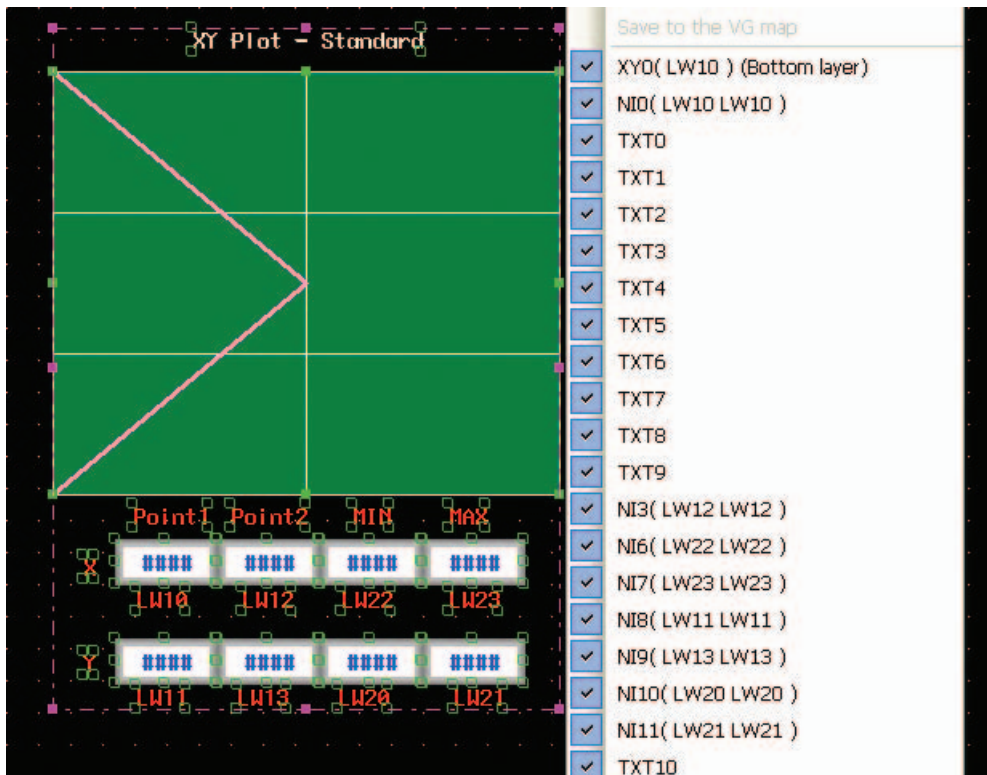 XY Plot - Standard
Point1 Point2 MIN MAX
X #### #### #### ####
LW10 LW12 LW22 LW23
Y #### #### #### ####
LW11 LW13 LW20 LW21
Save to the VG map
XY0( LW10 ) (Bottom layer)
NI0( LW10 LW10 )
TXT0
TXT1
TXT2
TXT3
TXT4
TXT5
TXT6
TXT7
TXT8
TXT9
NI3( LW12 LW12 )
NI6( LW22 LW22 )
NI7( LW23 LW23 )
NI8( LW11 LW11 )
NI9( LW13 LW13 )
NI10( LW20 LW20 )
NI11( LW21 LW21 )
TXT10